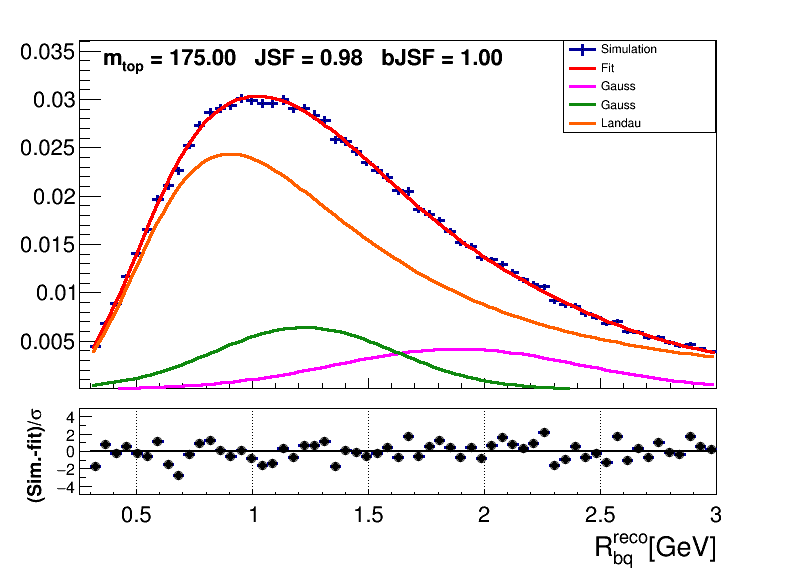 m_top = 175.00 JSF = 0.98 bJSF = 1.00
Simulation
Fit
Gauss
Gauss
Landau
0.035
0.03
0.025
0.02
0.015
0.01
0.005
(Sim.-fit)/σ
4
2
0
−2
−4
0.5
1
1.5
2
2.5
3
R_bq^reco[GeV]